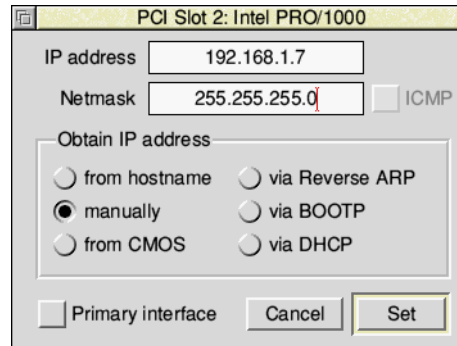 PCI Slot 2: Intel PRO/1000
IP address 192.168.1.7
Netmask 255.255.255.0 ICMP
Obtain IP address
from hostname via Reverse ARP
manually via BOOTP
from CMOS via DHCP
Primary interface Cancel Set